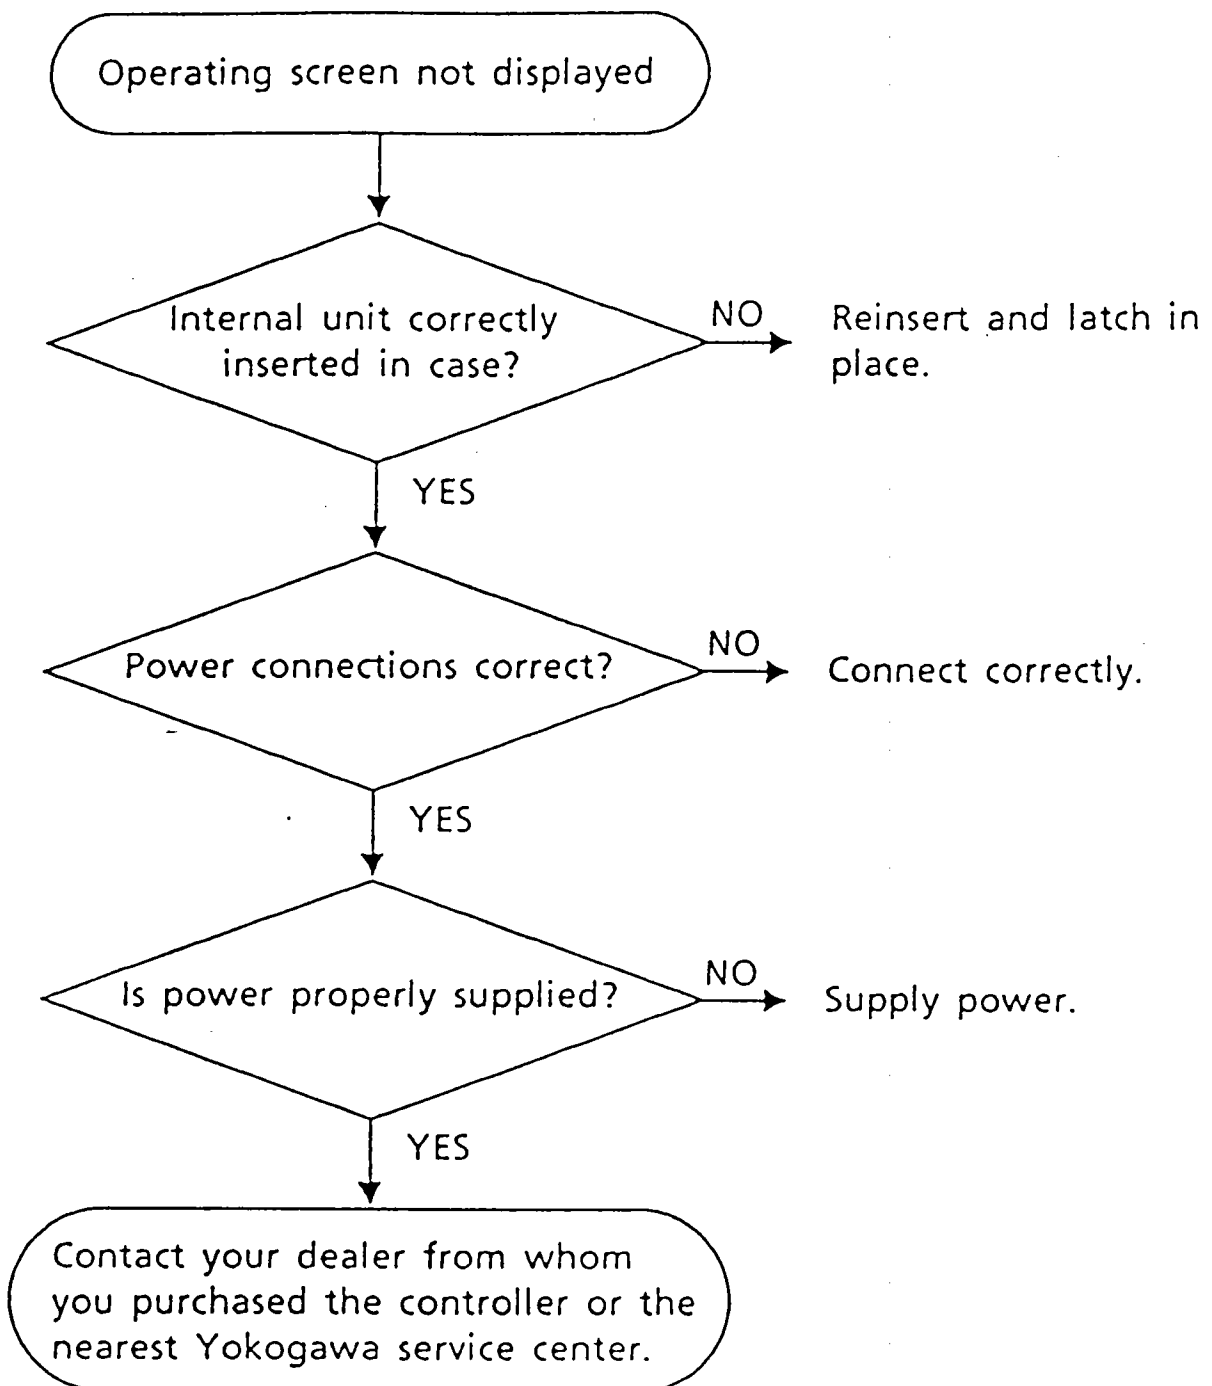 Operating screen not displayed
Internal unit correctly
inserted in case?
NO
Reinsert and latch in
place.
YES
Power connections correct?
NO
Connect correctly.
YES
Is power properly supplied?
NO
Supply power.
YES
Contact your dealer from whom
you purchased the controller or the
nearest Yokogawa service center.